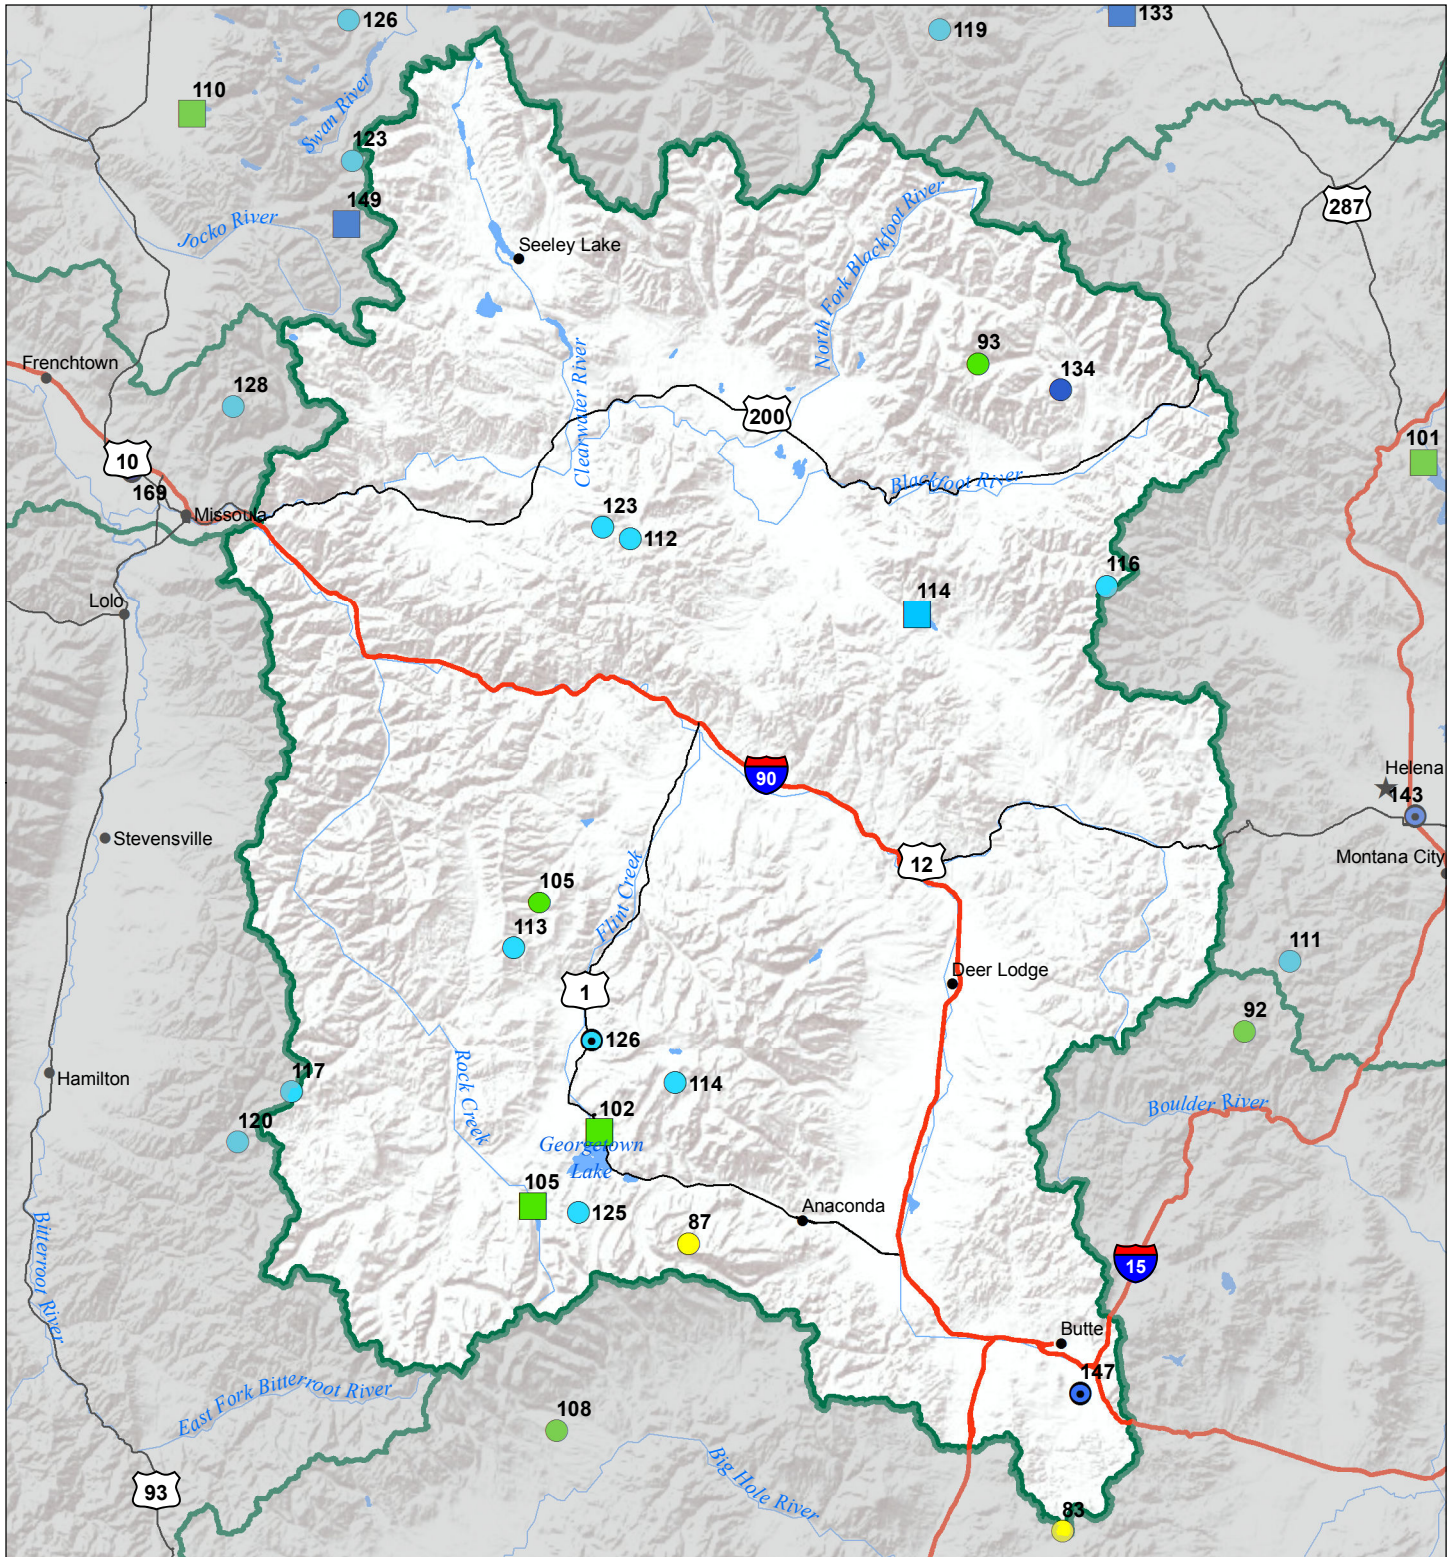 126
119
133
110
Swan River
123
149
Jocko River
287
Seeley Lake
North Fork Blackfoot River
Frenchtown
128
Clearwater River
93
134
200
10
169
Missoula
101
Blackfoot River
123
112
116
114
Lolo
90
Helena
143
12
Montana City
Stevensville
105
Flint Creek
113
111
Deer Lodge
1
92
126
Rock Creek
Hamilton
117
114
Boulder River
120
102
Georgetown
Lake
105
125
87
Anaconda
Bitterroot River
15
Butte
147
East Fork Bitterroot River
108
Big Hole River
93
83